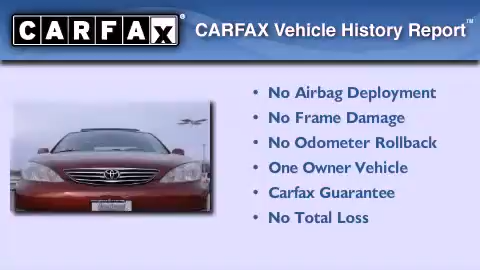 CARFAX®
CARFAX Vehicle History Report™
• No Airbag Deployment
• No Frame Damage
• No Odometer Rollback
• One Owner Vehicle
• Carfax Guarantee
• No Total Loss